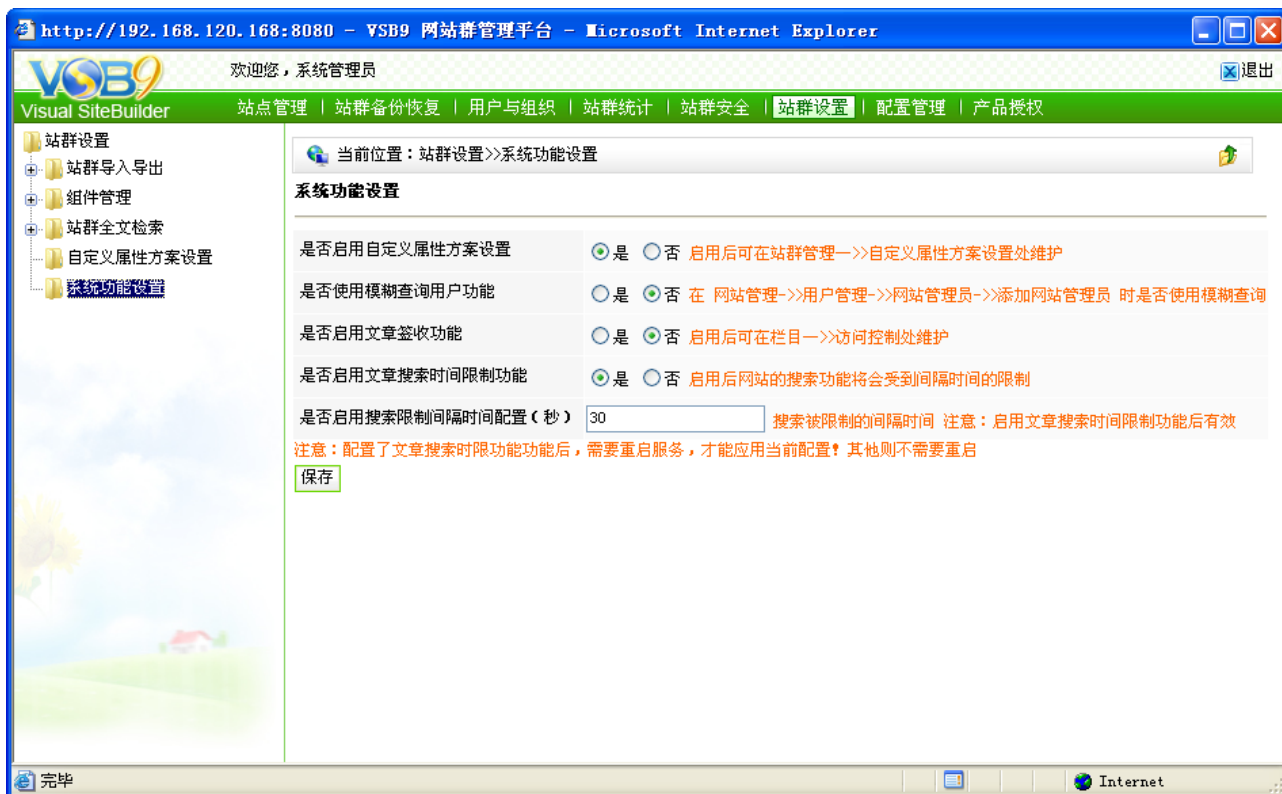 http://192.168.120.168:8080 - VSB9 网站群管理平台 - Microsoft Internet Explorer
VSB9
Visual SiteBuilder
欢迎您，系统管理员
退出
站点管理 | 站群备份恢复 | 用户与组织 | 站群统计 | 站群安全 | 站群设置 | 配置管理 | 产品授权
站群设置
站群导入导出
组件管理
站群全文检索
自定义属性方案设置
系统功能设置
当前位置：站群设置>>系统功能设置
系统功能设置
是否启用自定义属性方案设置 是 否 启用后可在站群管理—>>自定义属性方案设置处维护
是否使用模糊查询用户功能 是 否 在 网站管理->>用户管理->>网站管理员->>添加网站管理员 时是否使用模糊查询
是否启用文章签收功能 是 否 启用后可在栏目—>>访问控制处维护
是否启用文章搜索时间限制功能 是 否 启用后网站的搜索功能将会受到间隔时间的限制
是否启用搜索限制间隔时间配置（秒） 30 搜索被限制的间隔时间 注意：启用文章搜索时间限制功能后有效
注意：配置了文章搜索时限功能功能后，需要重启服务，才能应用当前配置！其他则不需要重启
保存
完毕
Internet